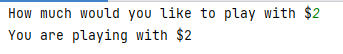 How much would you like to play with $2
You are playing with $2